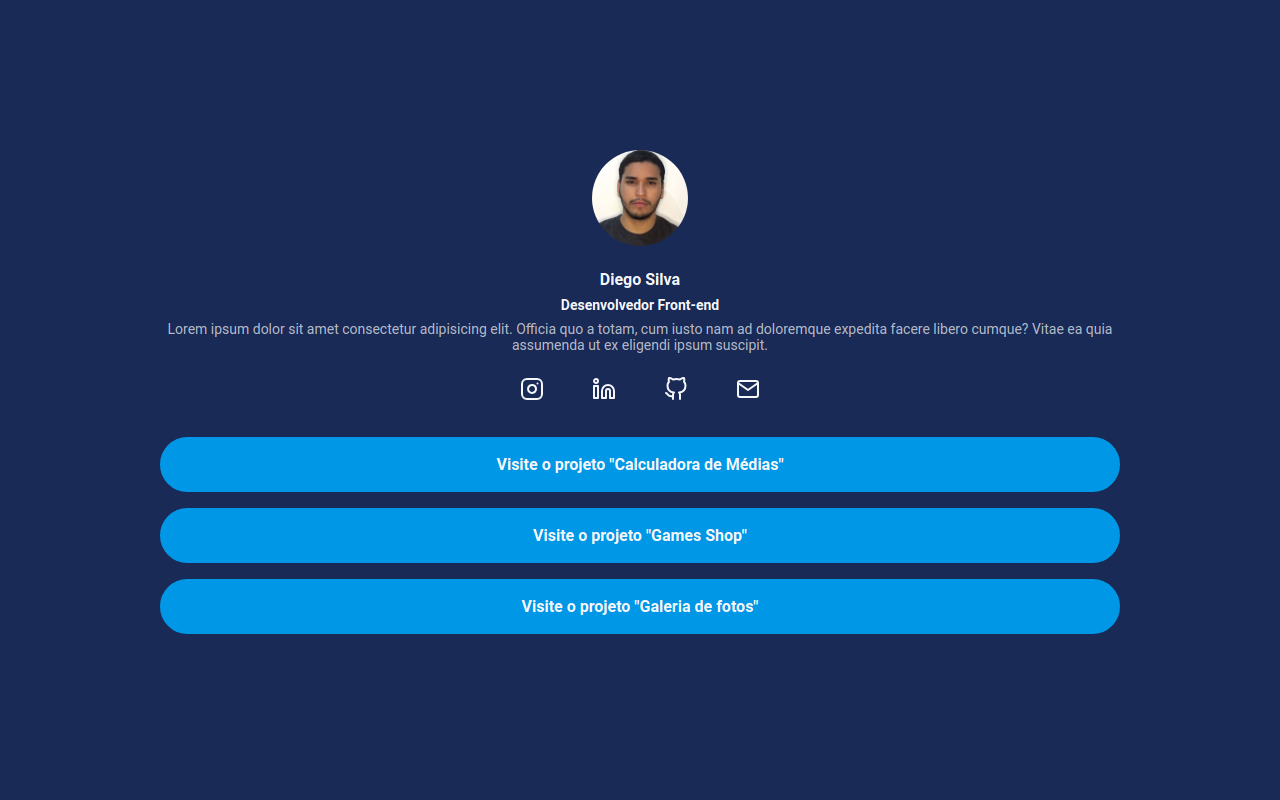 Diego Silva
Desenvolvedor Front-end
Lorem ipsum dolor sit amet consectetur adipisicing elit. Officia quo a totam, cum iusto nam ad doloremque expedita facere libero cumque? Vitae ea quia
assumenda ut ex eligendi ipsum suscipit.
Visite o projeto "Calculadora de Médias"
Visite o projeto "Games Shop"
Visite o projeto "Galeria de fotos"